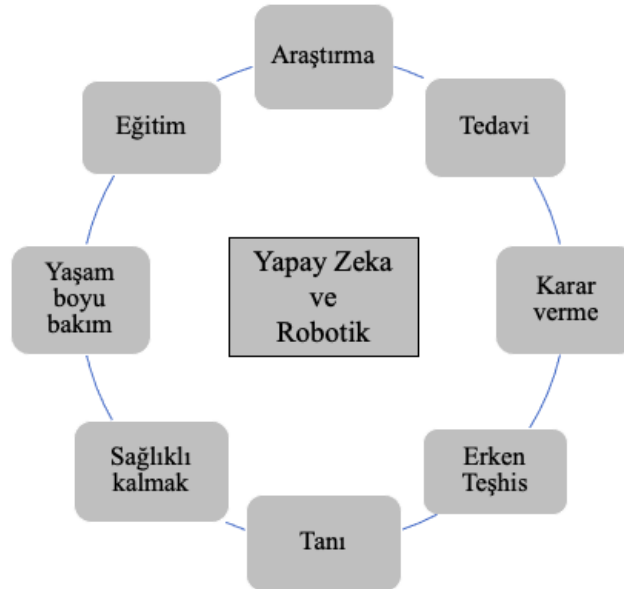 Araştırma
Tedavi
Karar
verme
Erken
Teşhis
Tanı
Sağlıklı
kalmak
Yaşam
boyu
bakım
Eğitim
Yapay Zeka
ve
Robotik